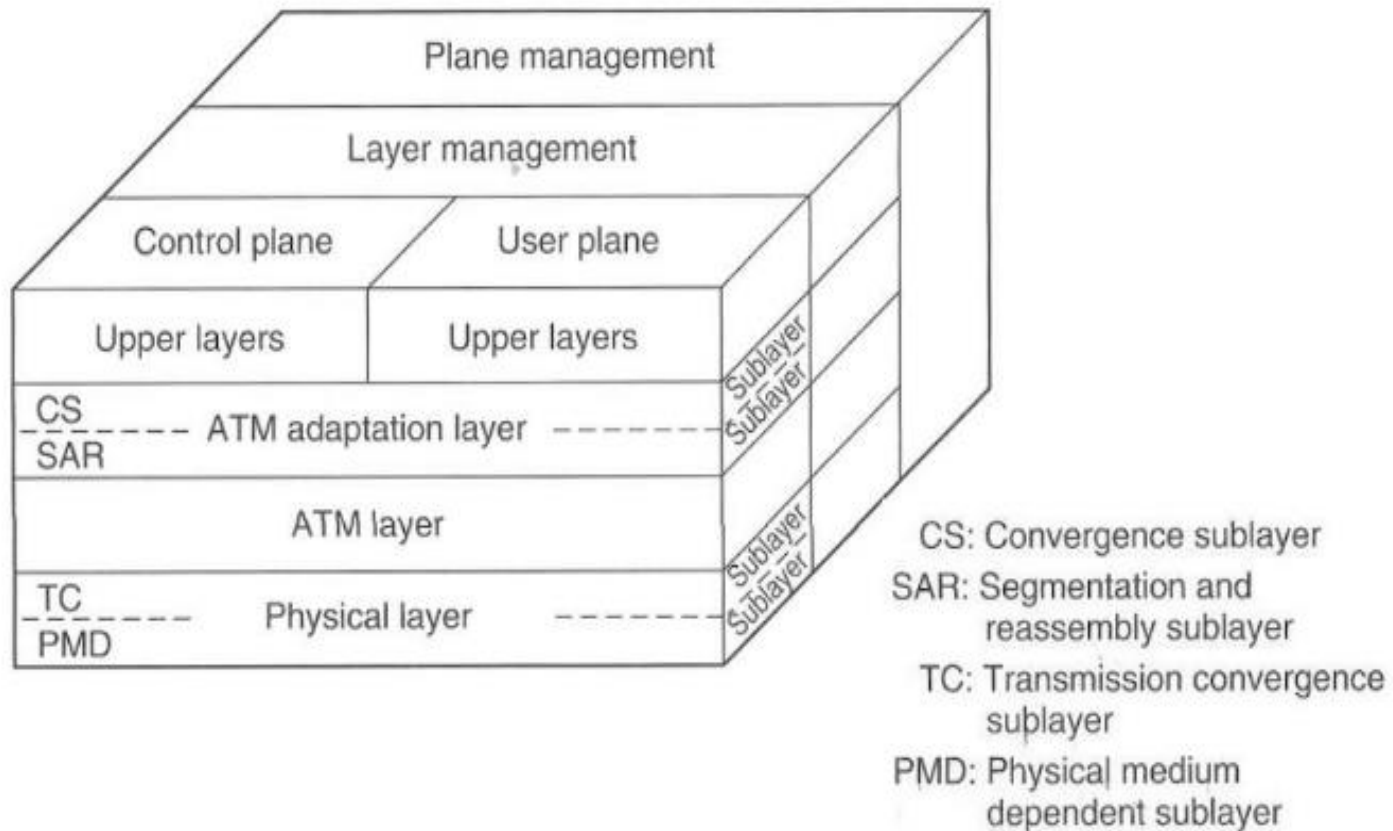 Plane management
Layer management
Control plane
User plane
Upper layers
Upper layers
Sublayer
Sublayer
CS
ATM adaptation layer
SAR
ATM layer
Sublayer
Sublayer
TC
Physical layer
PMD
CS: Convergence sublayer
SAR: Segmentation and
reassembly sublayer
TC: Transmission convergence
sublayer
PMD: Physical medium
dependent sublayer